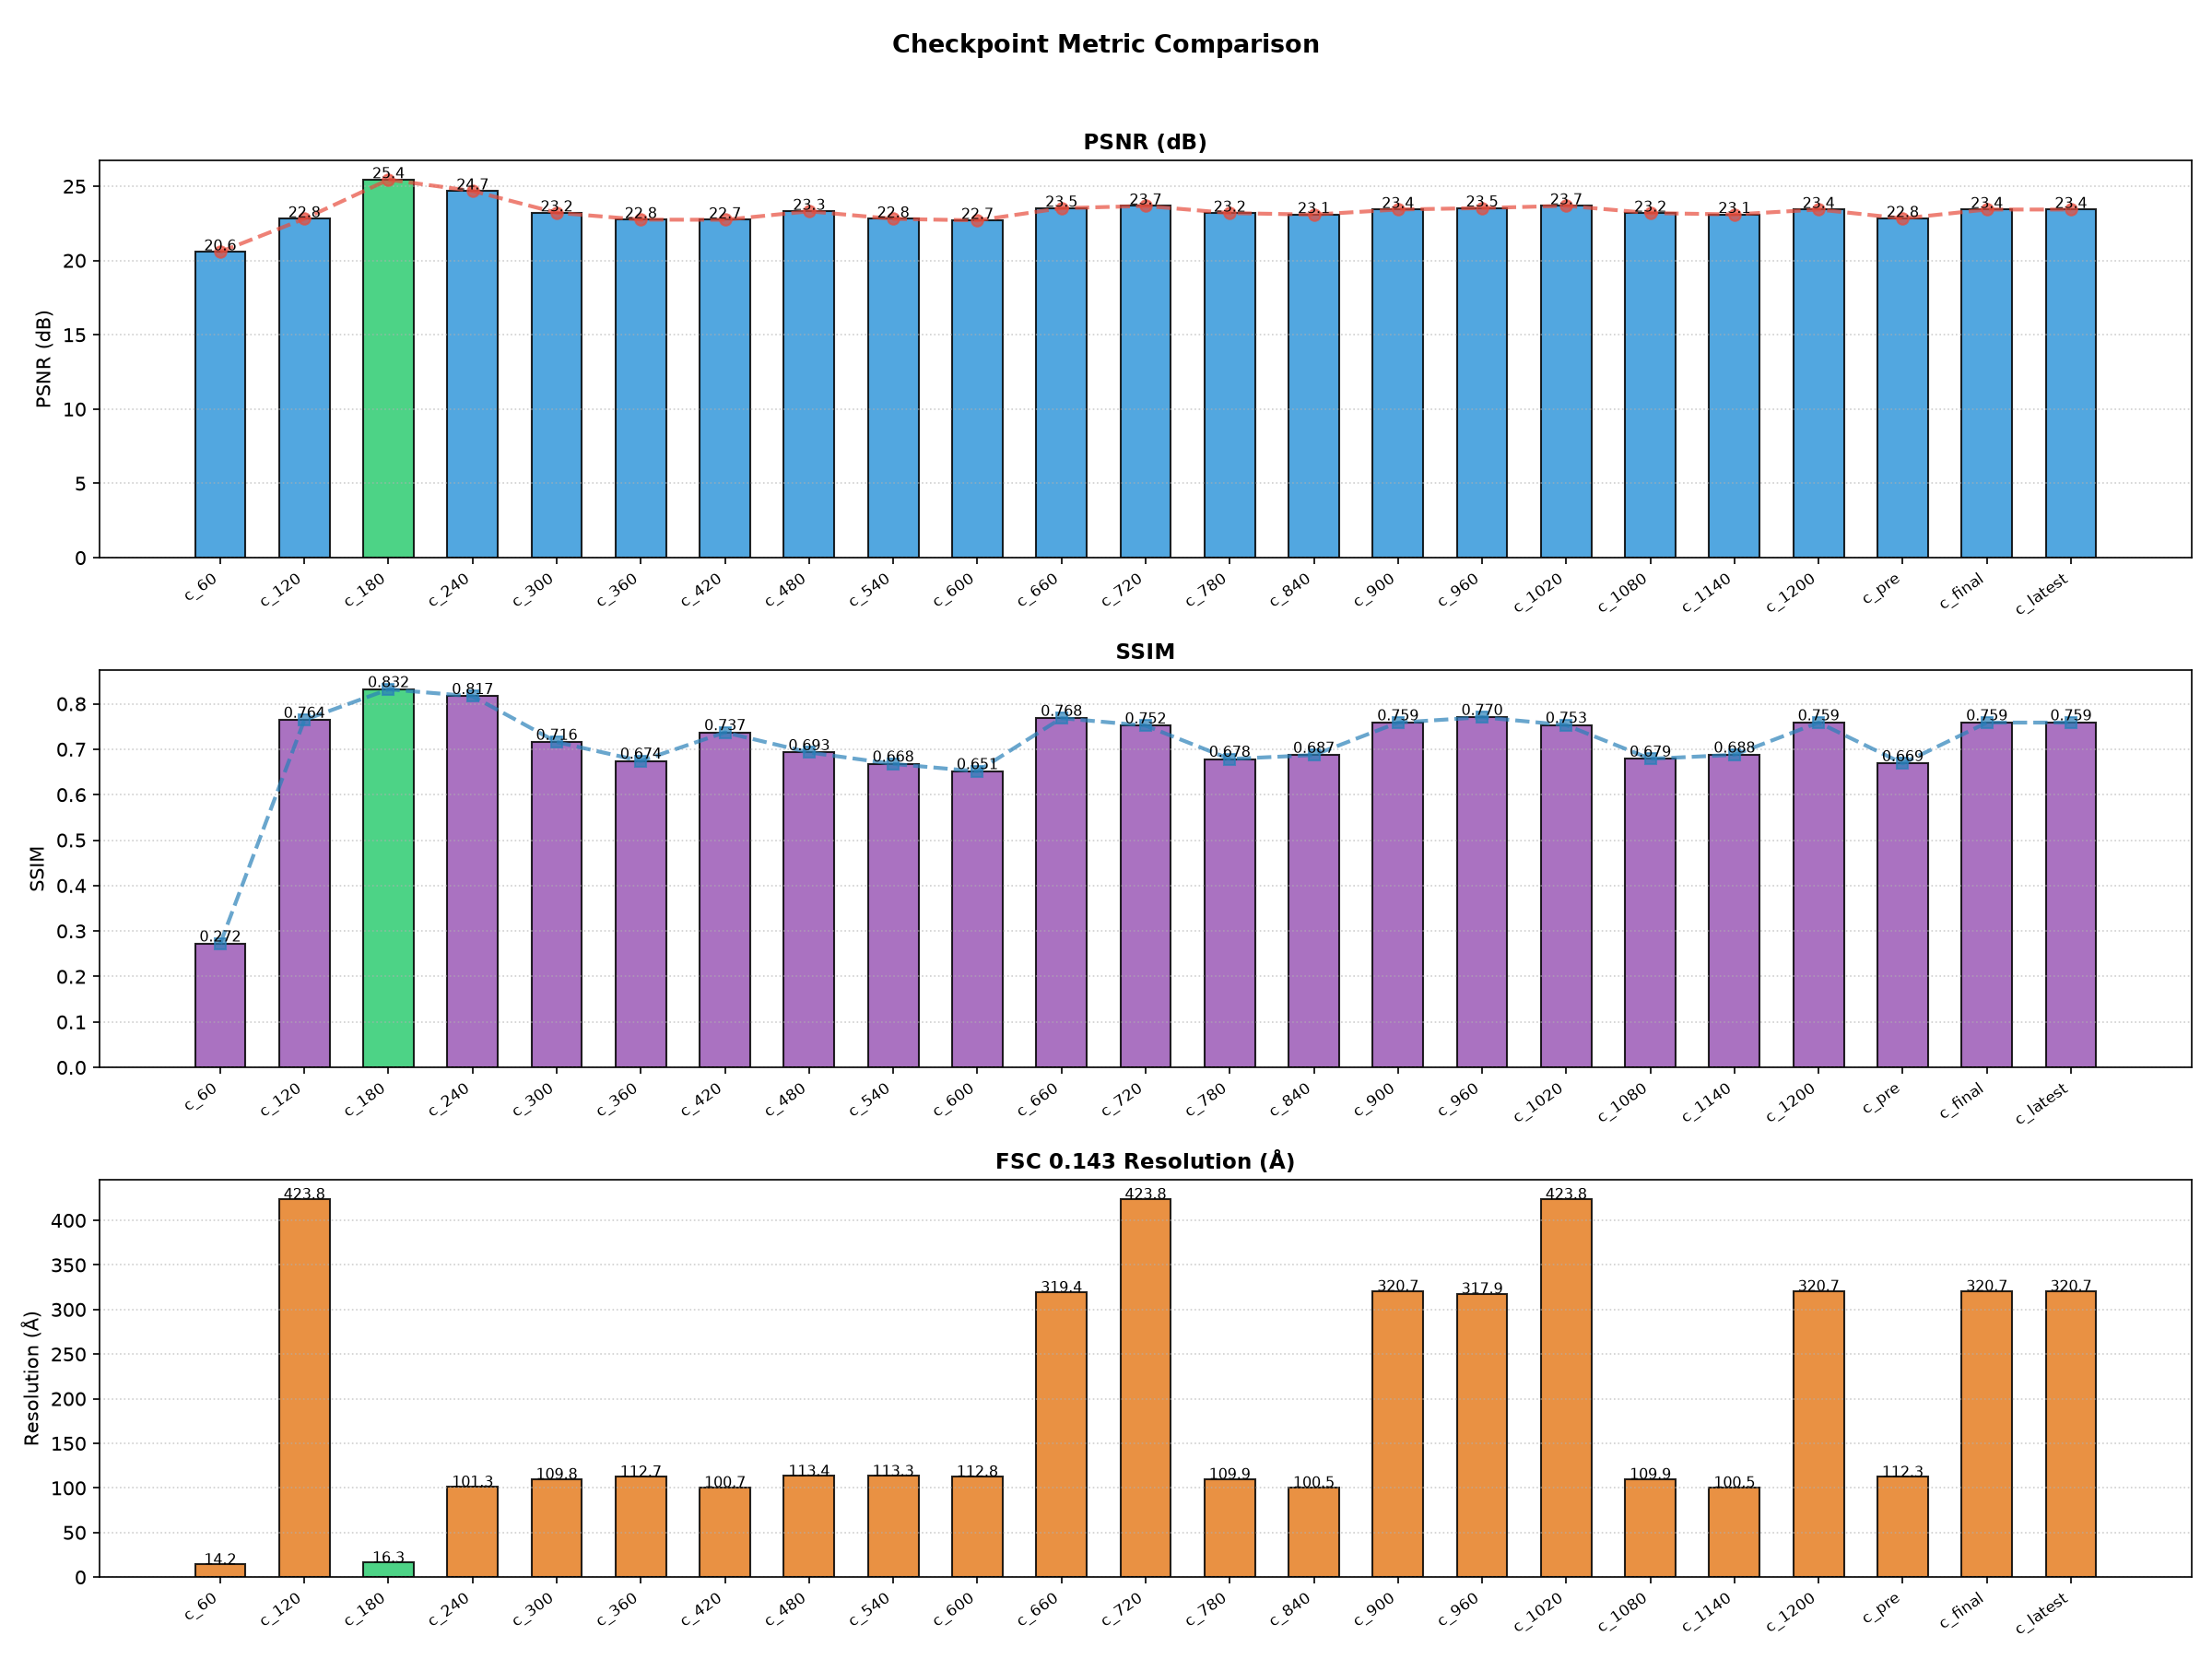 Checkpoint Metric Comparison
PSNR (dB)
PSNR (dB)
25
20
15
10
5
0
20.6 22.8 25.4 24.7 23.2 22.8 22.7 23.3 22.8 22.7 23.5 23.7 23.2 23.1 23.4 23.5 23.7 23.2 23.1 23.4 22.8 23.4 23.4
c_60 c_120 c_180 c_240 c_300 c_360 c_420 c_480 c_540 c_600 c_660 c_720 c_780 c_840 c_900 c_960 c_1020 c_1080 c_1140 c_1200 c_pre c_final c_latest
SSIM
SSIM
0.8
0.7
0.6
0.5
0.4
0.3
0.2
0.1
0.0
0.272 0.764 0.832 0.817 0.716 0.674 0.737 0.693 0.668 0.651 0.768 0.752 0.678 0.687 0.759 0.770 0.753 0.679 0.688 0.759 0.669 0.759 0.759
c_60 c_120 c_180 c_240 c_300 c_360 c_420 c_480 c_540 c_600 c_660 c_720 c_780 c_840 c_900 c_960 c_1020 c_1080 c_1140 c_1200 c_pre c_final c_latest
FSC 0.143 Resolution (Å)
Resolution (Å)
400
350
300
250
200
150
100
50
0
14.2 423.8 16.3 101.3 109.8 112.7 100.7 113.4 113.3 112.8 319.4 423.8 109.9 100.5 320.7 317.9 423.8 109.9 100.5 320.7 112.3 320.7 320.7
c_60 c_120 c_180 c_240 c_300 c_360 c_420 c_480 c_540 c_600 c_660 c_720 c_780 c_840 c_900 c_960 c_1020 c_1080 c_1140 c_1200 c_pre c_final c_latest